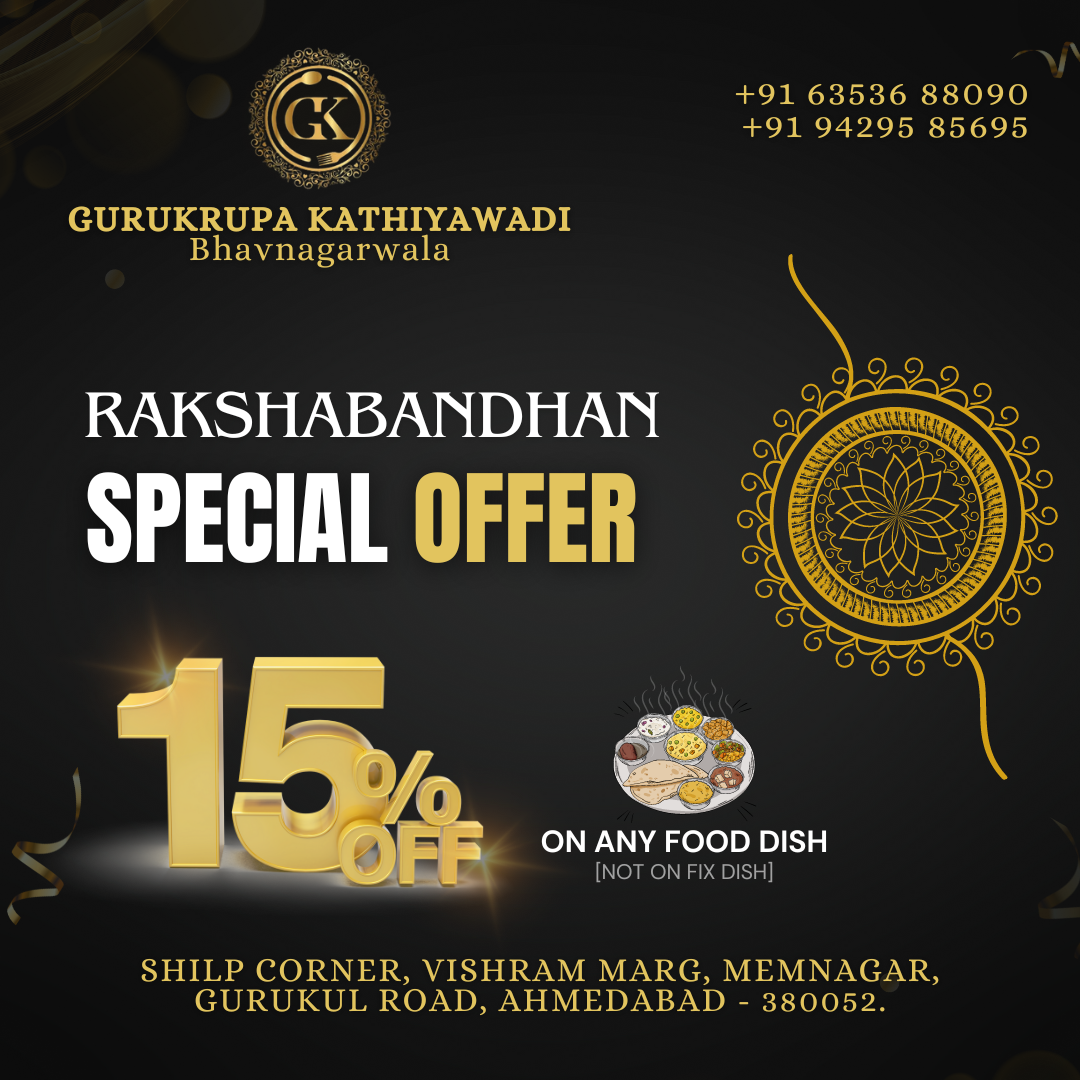 GK
GURUKRUPA KATHIYAWADI
Bhavnagarwala
+91 63536 88090
+91 94295 85695
RAKSHABANDHAN
SPECIAL OFFER
15%
OFF
ON ANY FOOD DISH
[NOT ON FIX DISH]
SHILP CORNER, VISHRAM MARG, MEMNAGAR,
GURUKUL ROAD, AHMEDABAD - 380052.